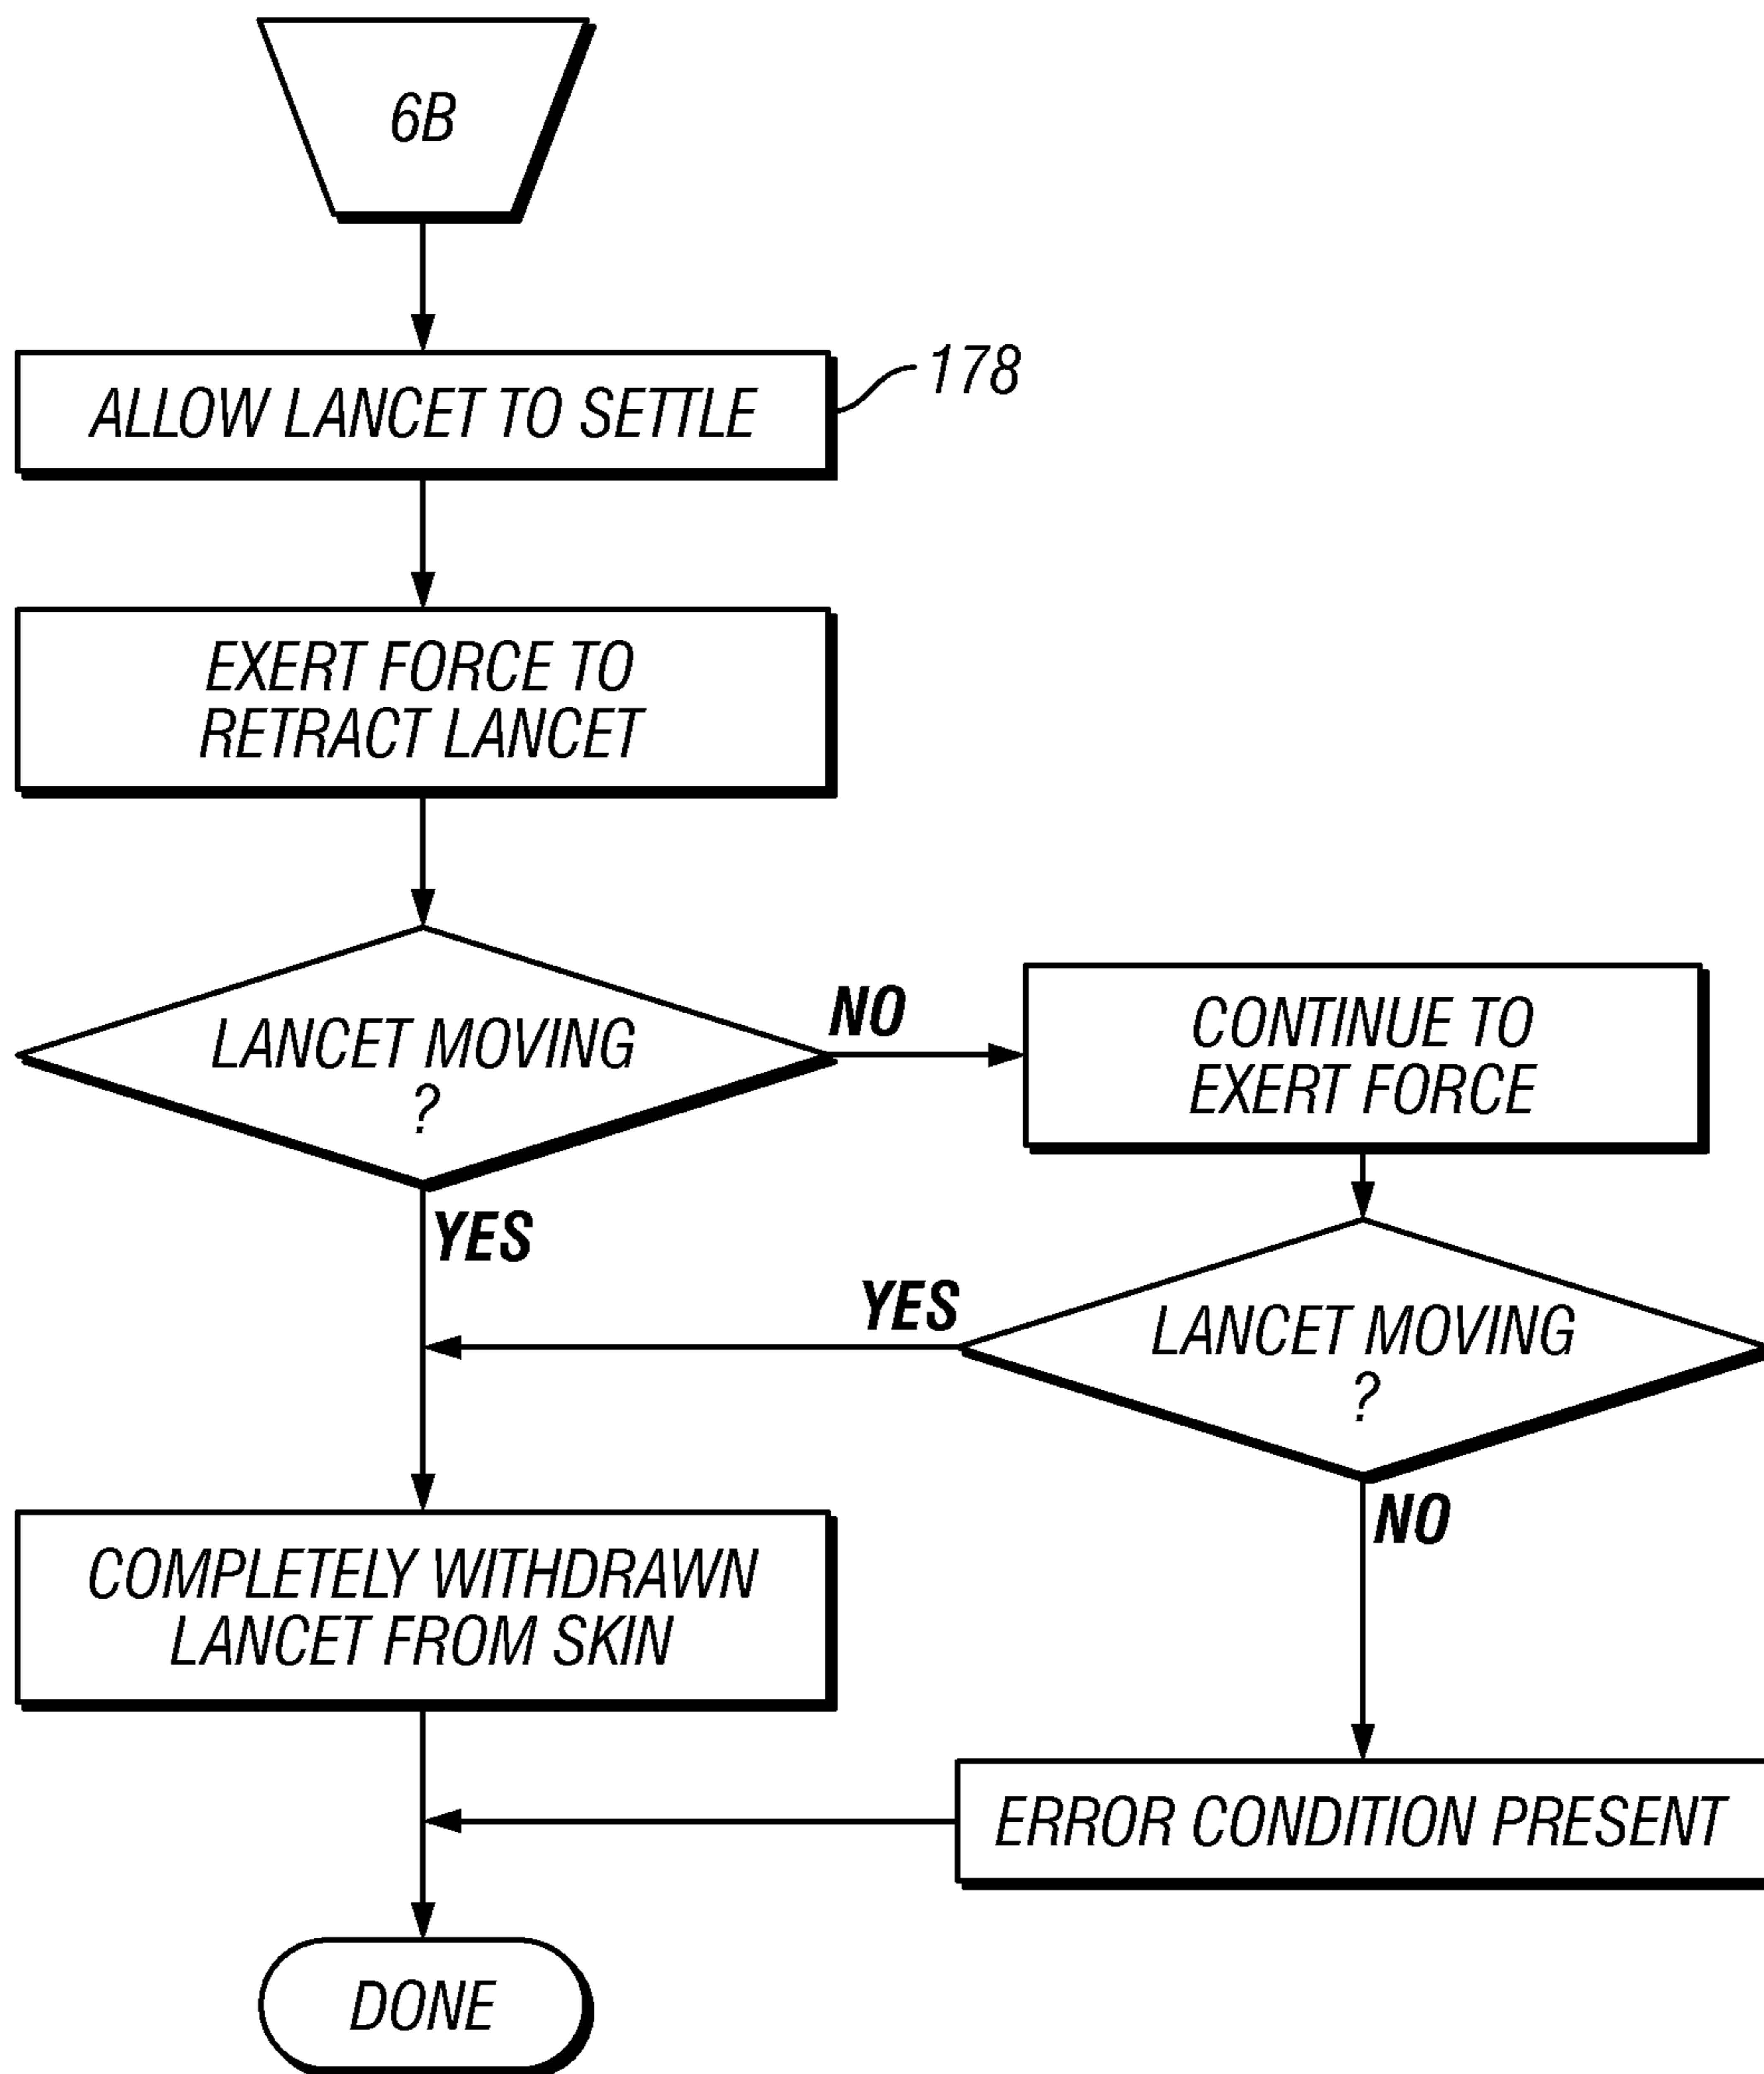 6B
ALLOW LANCET TO SETTLE
178
EXERT FORCE TO
RETRACT LANCET
LANCET MOVING
?
NO
CONTINUE TO
EXERT FORCE
YES
YES
LANCET MOVING
?
NO
COMPLETELY WITHDRAWN
LANCET FROM SKIN
ERROR CONDITION PRESENT
DONE